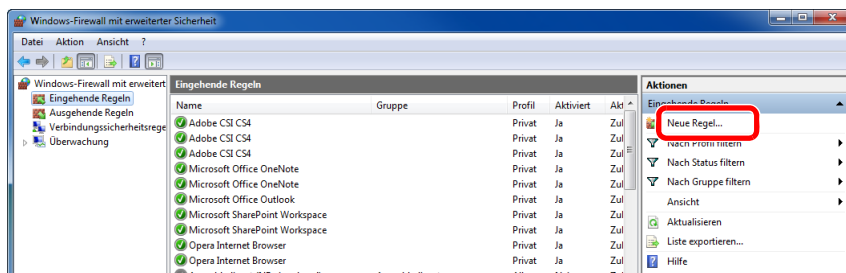 Windows-Firewall mit erweiterter Sicherheit
Datei Aktion Ansicht ?
Windows-Firewall mit erweitert
Eingehende Regeln
Ausgehende Regeln
Verbindungssicherheitsrege
Überwachung
Eingehende Regeln
Name Gruppe Profil Aktiviert Akt
Adobe CSI CS4 Privat Ja Zul
Adobe CSI CS4 Privat Ja Zul
Adobe CSI CS4 Privat Ja Zul
Microsoft Office OneNote Privat Ja Zul
Microsoft Office OneNote Privat Ja Zul
Microsoft Office Outlook Privat Ja Zul
Microsoft SharePoint Workspace Privat Ja Zul
Microsoft SharePoint Workspace Privat Ja Zul
Opera Internet Browser Privat Ja Zul
Opera Internet Browser Privat Ja Zul
Aktionen
Eingehende Regeln
Neue Regel...
Nach Profil filtern
Nach Status filtern
Nach Gruppe filtern
Ansicht
Aktualisieren
Liste exportieren...
Hilfe